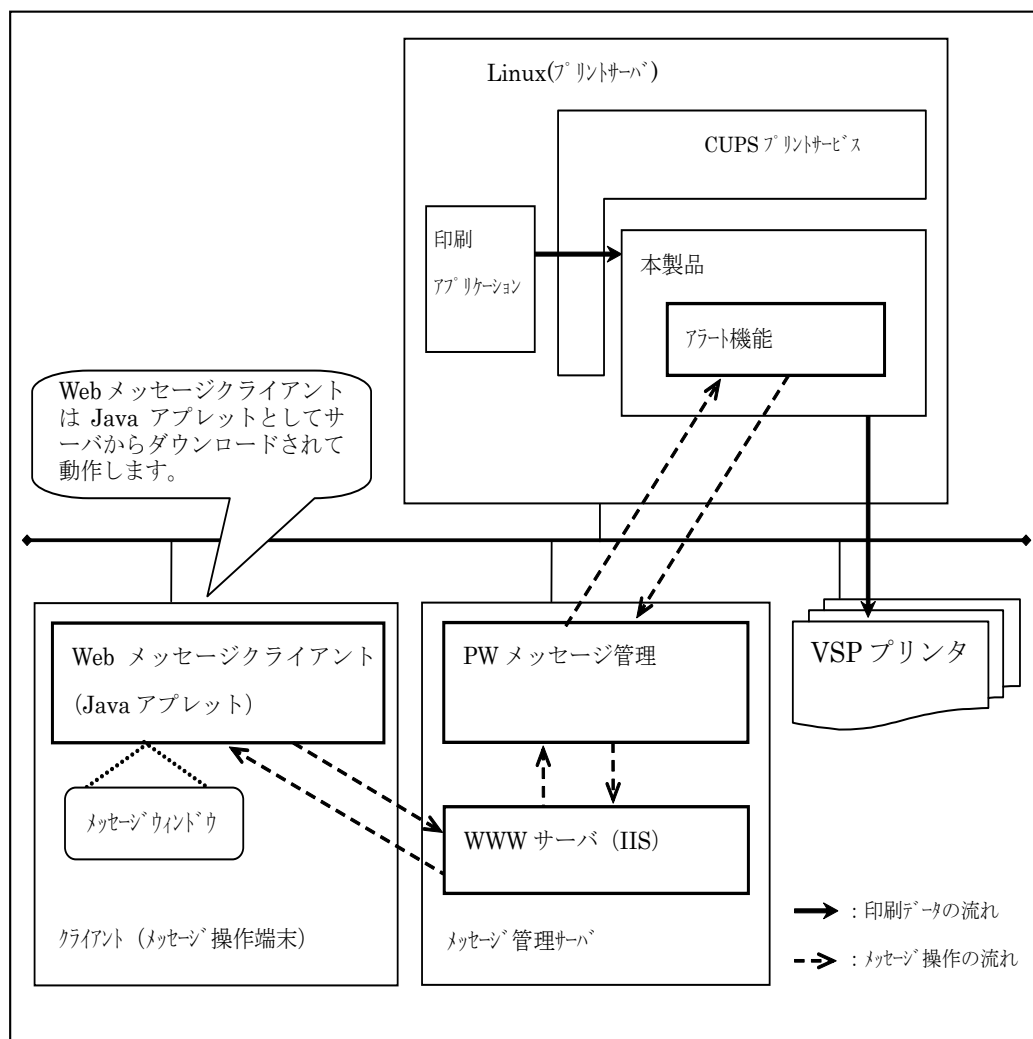 Linux(ﾌﾟﾘﾝﾄｻｰﾊﾞ)
CUPSﾌﾟﾘﾝﾄｻｰﾋﾞｽ
印刷
ｱﾌﾟﾘｹｰｼｮﾝ
本製品
ｱﾗｰﾄ機能
Web メッセージクライアント
は Java アプレットとしてサ
ーバからダウンロードされて
動作します。
Web メッセージクライアント
(Java アプレット)
ﾒｯｾｰｼﾞｳｨﾝﾄﾞｳ
ｸﾗｲｱﾝﾄ (ﾒｯｾｰｼﾞ操作端末)
PW メッセージ管理
WWW サーバ (IIS)
ﾒｯｾｰｼﾞ管理ｻｰﾊﾞ
VSP プリンタ
:印刷ﾃﾞｰﾀの流れ
:ﾒｯｾｰｼﾞ操作の流れ